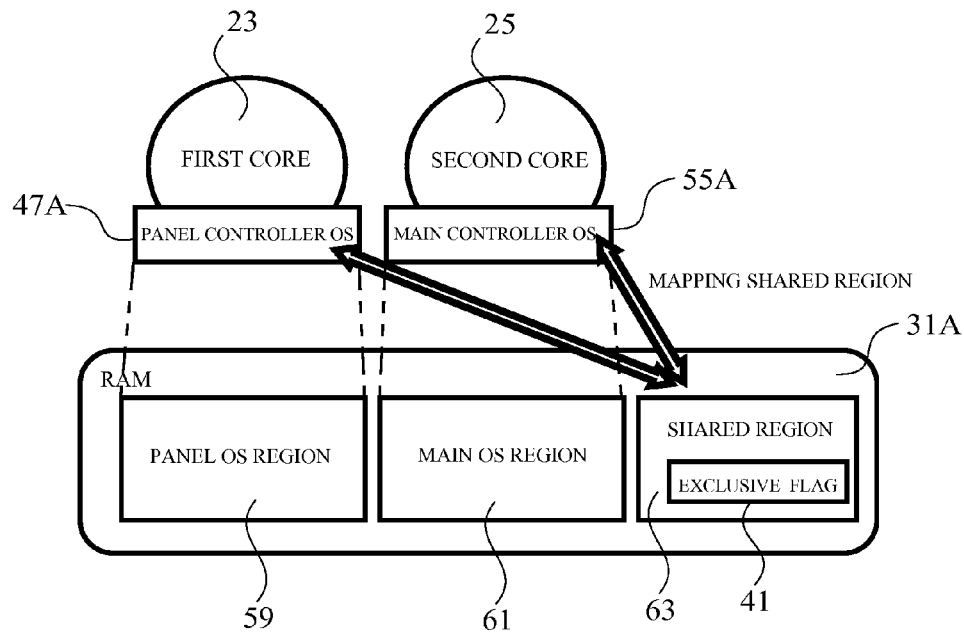 23
25
FIRST CORE
SECOND CORE
47A
55A
PANEL CONTROLLER OS
MAIN CONTROLLER OS
MAPPING SHARED REGION
31A
RAM
PANEL OS REGION
MAIN OS REGION
SHARED REGION
EXCLUSIVE FLAG
59
61
63
41